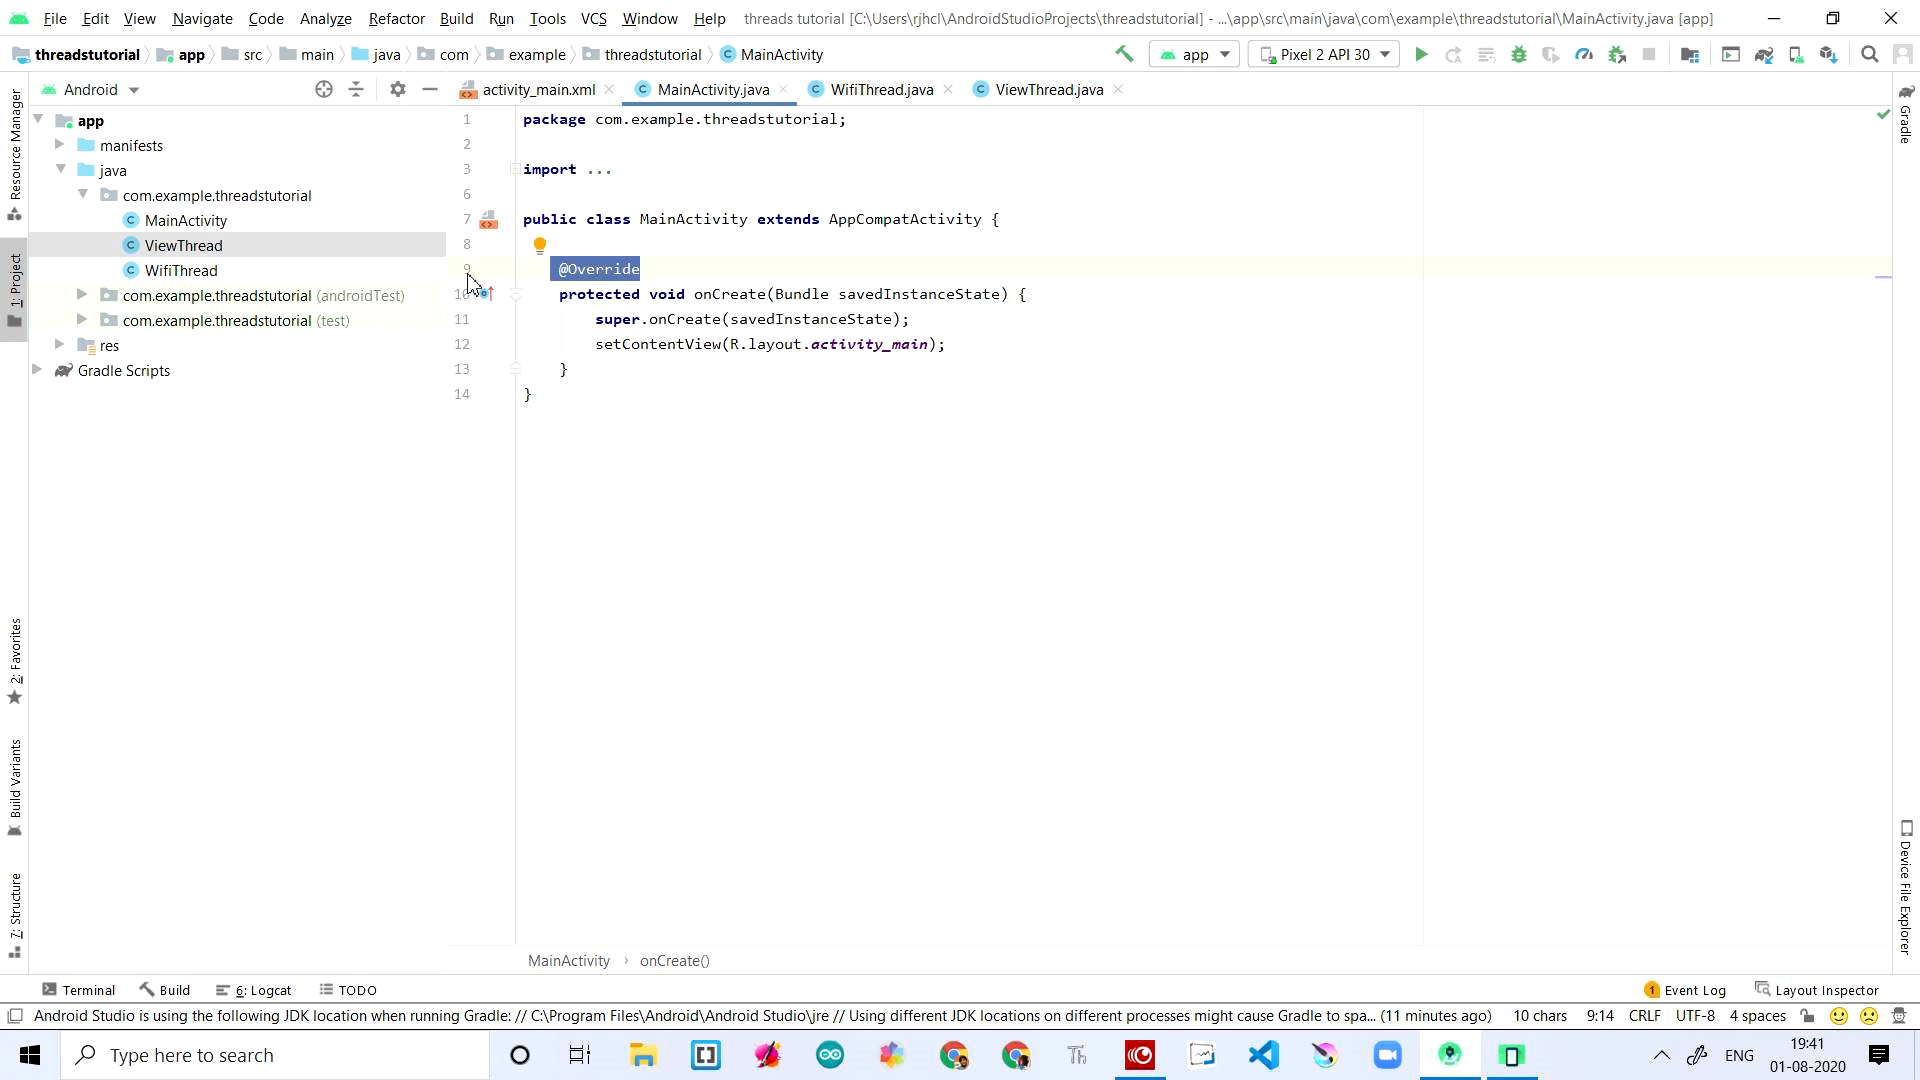 File Edit View Navigate Code Analyze Refactor Build Run Tools VCS Window Help threads tutorial [C:\Users\rjhcl\AndroidStudioProjects\threadstutorial] - ...\app\src\main\java\com\example\threadstutorial\MainActivity.java [app]
threadstutorial app src main java com example threadstutorial MainActivity app Pixel 2 API 30
Android activity_main.xml MainActivity.java WifiThread.java ViewThread.java
app
manifests
java
com.example.threadstutorial
MainActivity
ViewThread
WifiThread
com.example.threadstutorial (androidTest)
com.example.threadstutorial (test)
res
Gradle Scripts
1 package com.example.threadstutorial;
2
3 import ...
6
7 public class MainActivity extends AppCompatActivity {
8
9 @Override
10 protected void onCreate(Bundle savedInstanceState) {
11 super.onCreate(savedInstanceState);
12 setContentView(R.layout.activity_main);
13 }
14 }
Resource Manager
1: Project
2: Favorites
Build Variants
7: Structure
Gradle
Device File Explorer
MainActivity › onCreate()
Terminal Build 6: Logcat TODO 1 Event Log Layout Inspector
Android Studio is using the following JDK location when running Gradle: // C:\Program Files\Android\Android Studio\jre // Using different JDK locations on different processes might cause Gradle to spa... (11 minutes ago) 10 chars 9:14 CRLF UTF-8 4 spaces
Type here to search Th ENG 19:41
01-08-2020